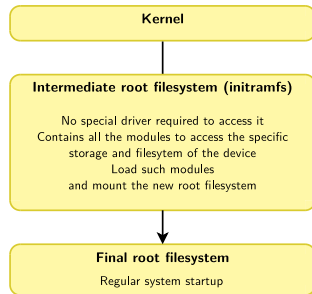 Kernel
Intermediate root filesystem (initramfs)
No special driver required to access it
Contains all the modules to access the specific
storage and filesytem of the device
Load such modules
and mount the new root filesystem
Final root filesystem
Regular system startup